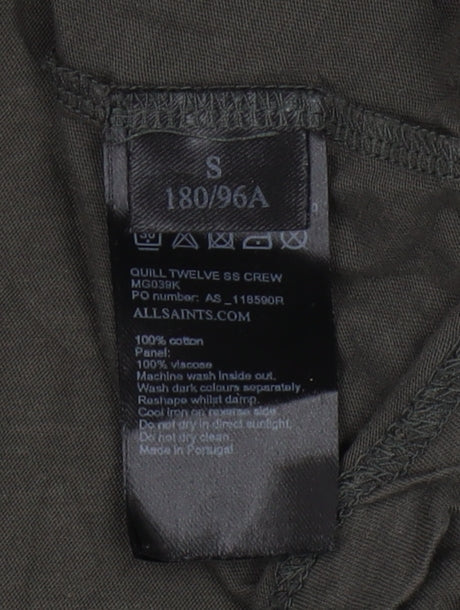 S
180/96A
30
QUILL TWELVE SS CREW
MG039K
PO number: AS_118590R
ALLSAINTS.COM
100% cotton
Panel:
100% viscose
Machine wash inside out.
Wash dark colours separately.
Reshape whilst damp.
Cool iron on reverse side.
Do not dry in direct sunlight.
Do not dry clean.
Made in Portugal